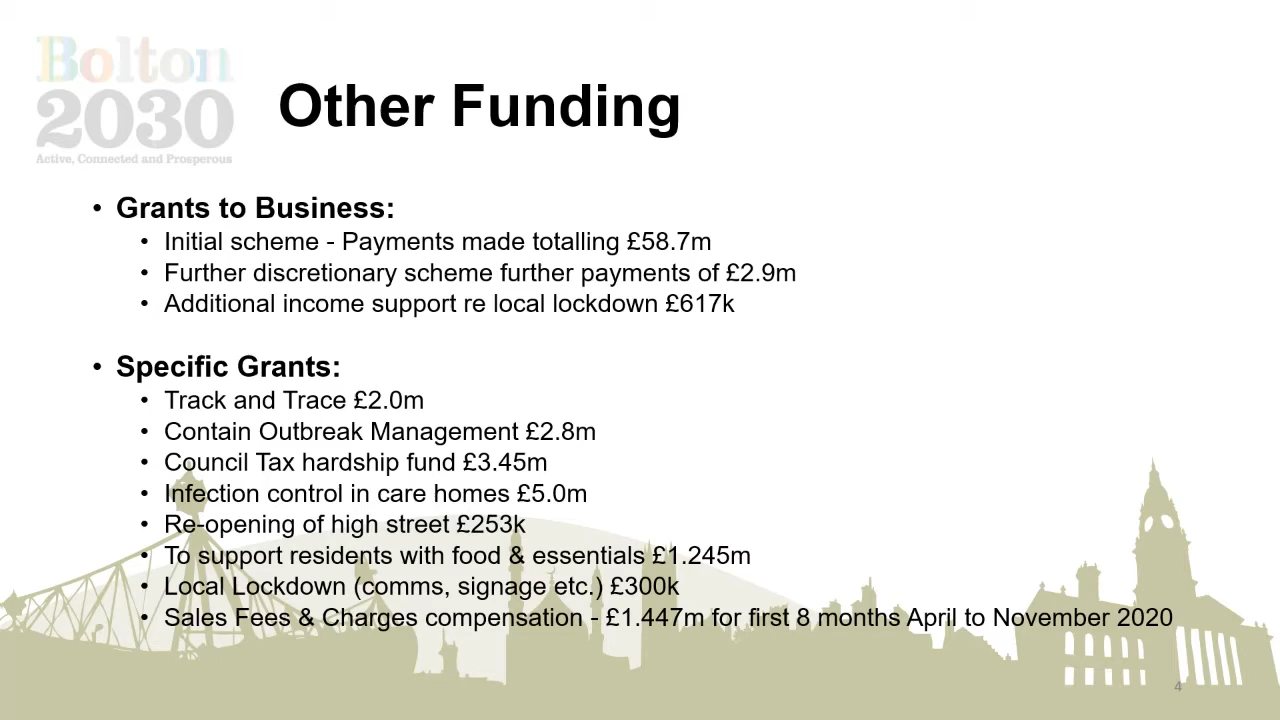 Bolton
2030
Active, Connected and Prosperous
Other Funding
• Grants to Business:
• Initial scheme - Payments made totalling £58.7m
• Further discretionary scheme further payments of £2.9m
• Additional income support re local lockdown £617k
• Specific Grants:
• Track and Trace £2.0m
• Contain Outbreak Management £2.8m
• Council Tax hardship fund £3.45m
• Infection control in care homes £5.0m
• Re-opening of high street £253k
• To support residents with food & essentials £1.245m
• Local Lockdown (comms, signage etc.) £300k
• Sales Fees & Charges compensation - £1.447m for first 8 months April to November 2020
4